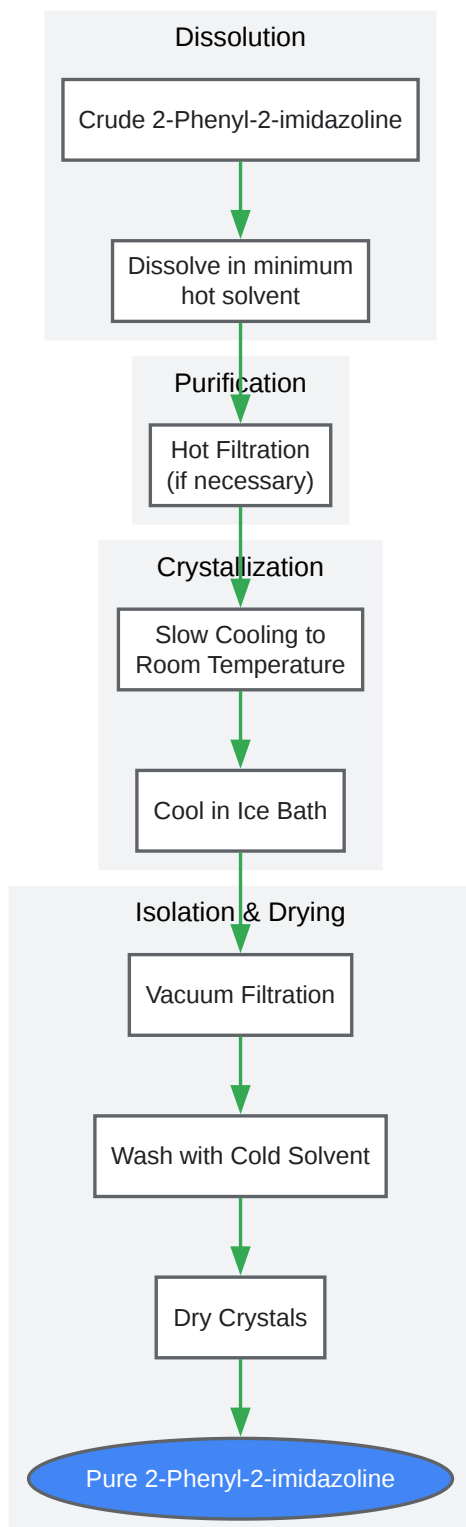 Dissolution
Crude 2-Phenyl-2-imidazoline
Dissolve in minimum
hot solvent
Purification
Hot Filtration
(if necessary)
Crystallization
Slow Cooling to
Room Temperature
Cool in Ice Bath
Isolation & Drying
Vacuum Filtration
Wash with Cold Solvent
Dry Crystals
Pure 2-Phenyl-2-imidazoline